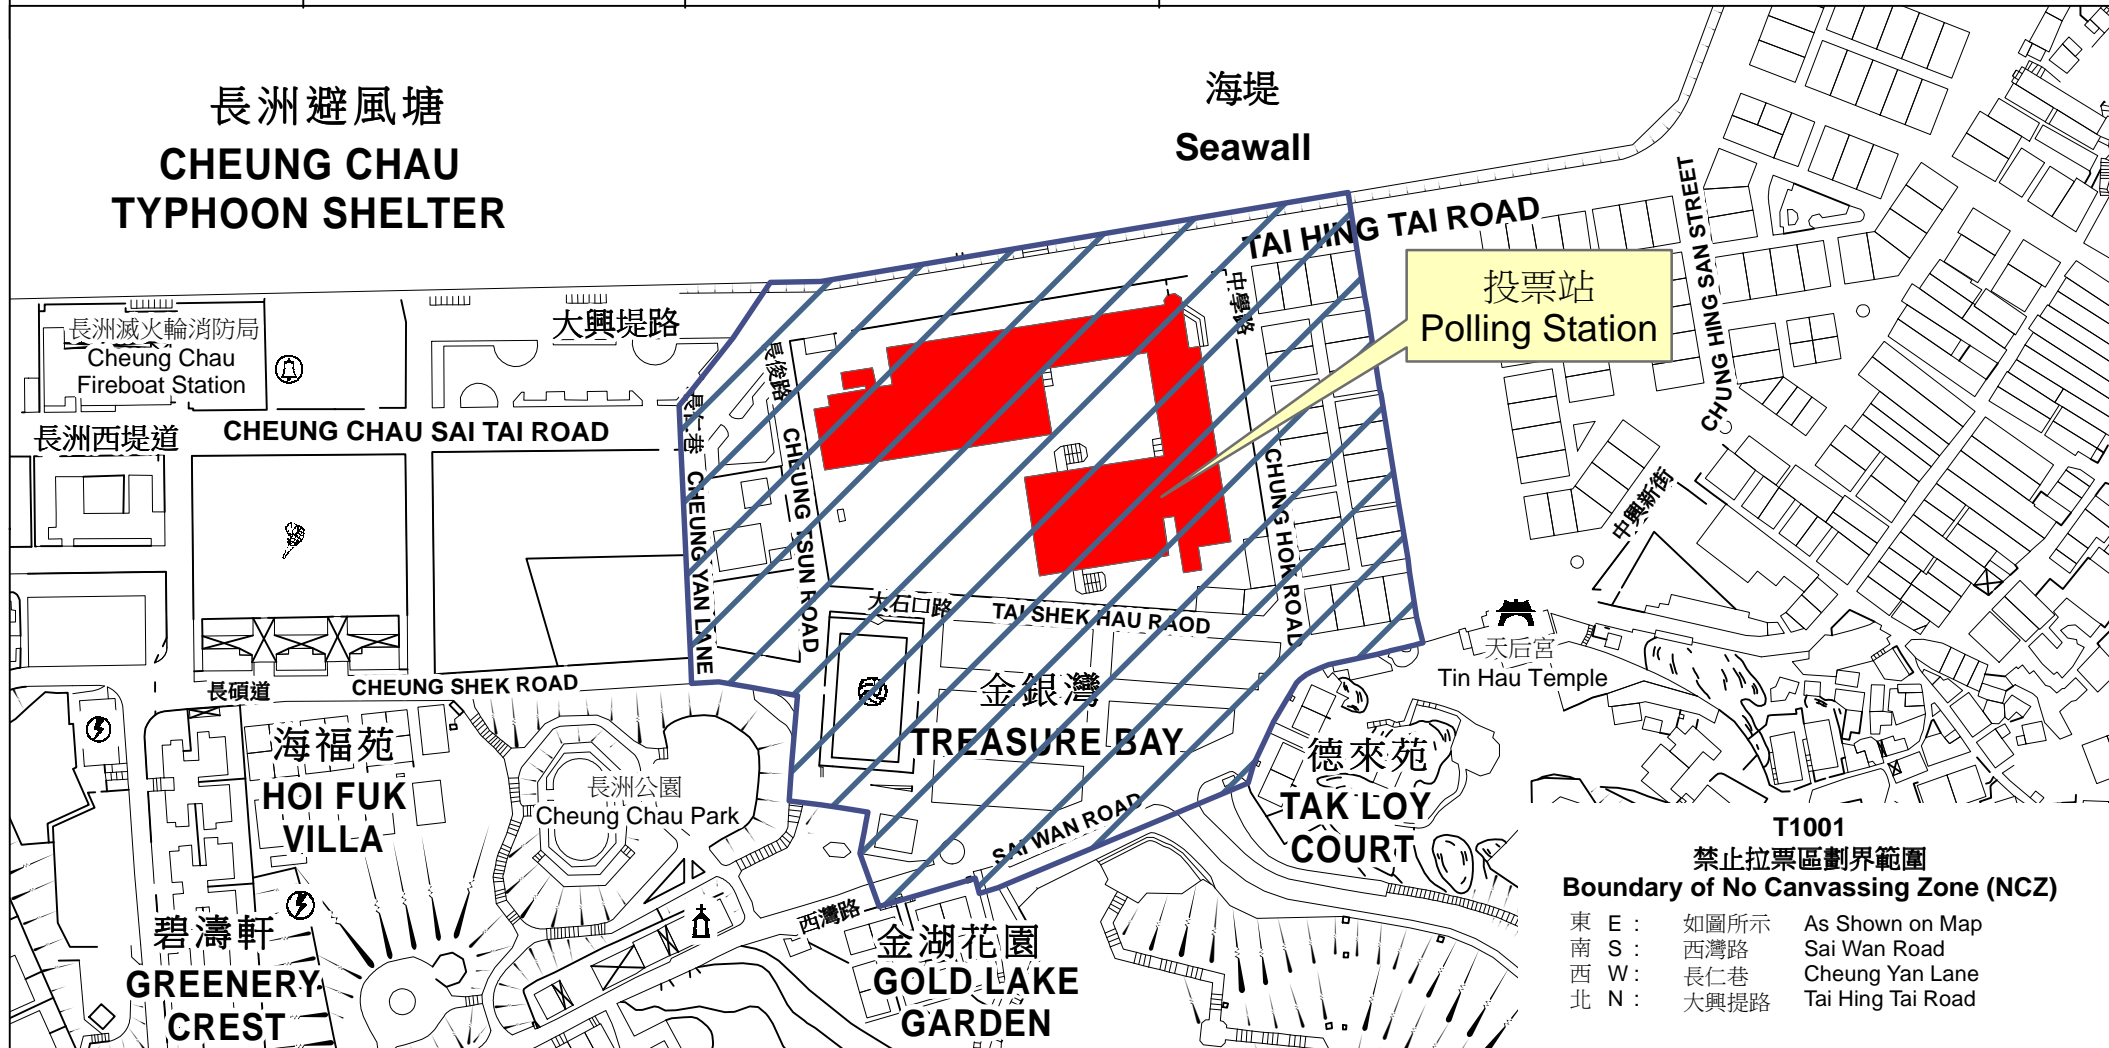 長洲避風塘
CHEUNG CHAU
TYPHOON SHELTER
海堤
Seawall
TAI HING TAI ROAD
CHUNG HING SAN STREET
投票站
Polling Station
長洲滅火輪消防局
Cheung Chau
Fireboat Station
大興堤路
中學路
長俊路
長仁巷
長洲西堤道
CHEUNG CHAU SAI TAI ROAD
CHEUNG YAN LANE
CHEUNG TSUN ROAD
CHUNG HOK ROAD
中興新街
大石口路
TAI SHEK HAU RAOD
天后宮
Tin Hau Temple
長碩道
CHEUNG SHEK ROAD
金銀灣
TREASURE BAY
海福苑
HOI FUK
VILLA
長洲公園
Cheung Chau Park
德來苑
TAK LOY
COURT
SAI WAN ROAD
西灣路
碧濤軒
GREENERY
CREST
金湖花園
GOLD LAKE
GARDEN
T1001
禁止拉票區劃界範圍
Boundary of No Canvassing Zone (NCZ)
東 E : 如圖所示 As Shown on Map
南 S : 西灣路 Sai Wan Road
西 W : 長仁巷 Cheung Yan Lane
北 N : 大興提路 Tai Hing Tai Road